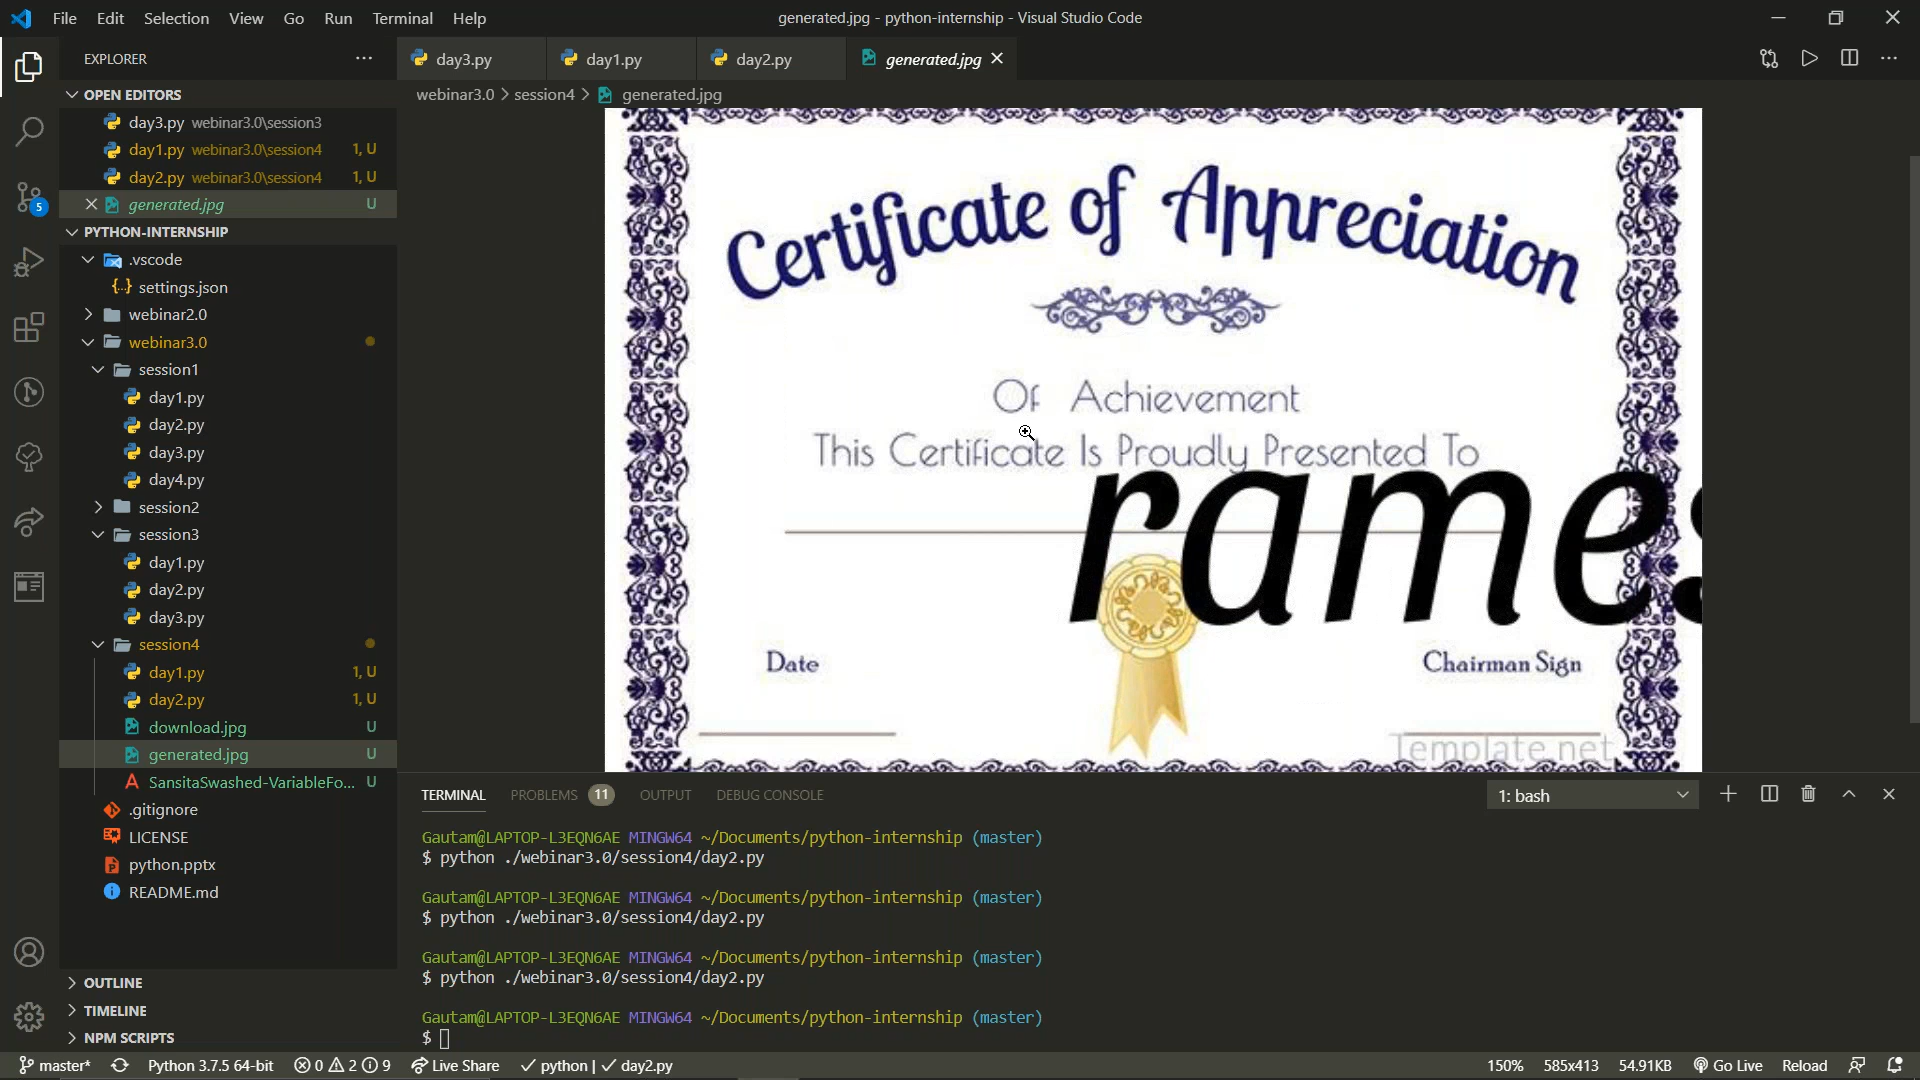 File Edit Selection View Go Run Terminal Help
generated.jpg - python-internship - Visual Studio Code
EXPLORER
day3.py
day1.py
day2.py
generated.jpg
OPEN EDITORS
webinar3.0 > session4 > generated.jpg
day3.py webinar3.0\session3
day1.py webinar3.0\session4 1, U
day2.py webinar3.0\session4 1, U
generated.jpg U
5
PYTHON-INTERNSHIP
.vscode
settings.json
webinar2.0
webinar3.0
session1
day1.py
day2.py
day3.py
day4.py
session2
session3
day1.py
day2.py
day3.py
session4
day1.py 1, U
day2.py 1, U
download.jpg U
generated.jpg U
SansitaSwashed-VariableFo... U
.gitignore
LICENSE
python.pptx
README.md
OUTLINE
TIMELINE
NPM SCRIPTS
Certificate of Appreciation
Of Achievement
This Certificate Is Proudly Presented To
rames
Date
Chairman Sign
Template.net
TERMINAL PROBLEMS 11 OUTPUT DEBUG CONSOLE
1: bash
Gautam@LAPTOP-L3EQN6AE MINGW64 ~/Documents/python-internship (master)
$ python ./webinar3.0/session4/day2.py
Gautam@LAPTOP-L3EQN6AE MINGW64 ~/Documents/python-internship (master)
$ python ./webinar3.0/session4/day2.py
Gautam@LAPTOP-L3EQN6AE MINGW64 ~/Documents/python-internship (master)
$ python ./webinar3.0/session4/day2.py
Gautam@LAPTOP-L3EQN6AE MINGW64 ~/Documents/python-internship (master)
$
master* Python 3.7.5 64-bit 0 2 9 Live Share python | day2.py
150% 585x413 54.91KB Go Live Reload